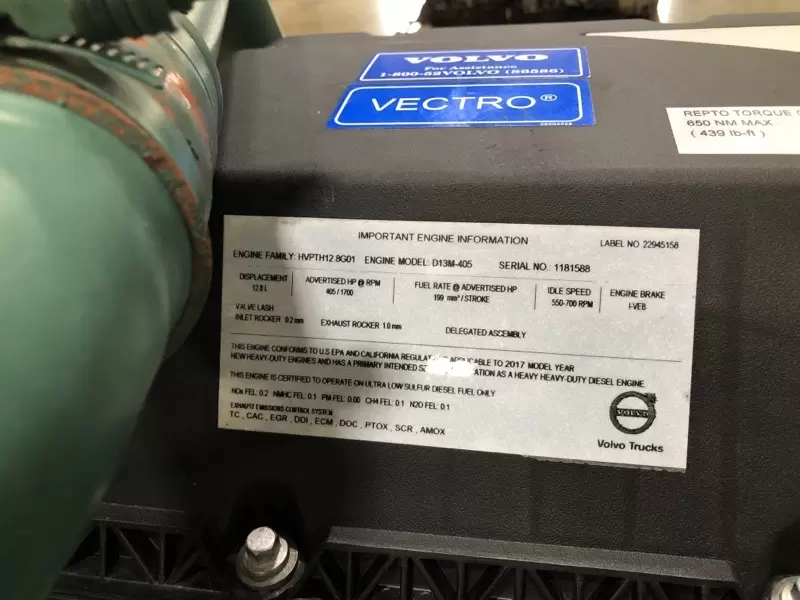 VOLVO
For Assistance
1-800-52VOLVO (86586)
VECTRO®
REPTO TORQUE
650 NM MAX
( 439 lb-ft )
IMPORTANT ENGINE INFORMATION
LABEL NO 22945158
ENGINE FAMILY: HVPTH12.8G01 ENGINE MODEL: D13M-405 SERIAL NO.: 1181588
DISPLACEMENT
12.8 L
ADVERTISED HP @ RPM
405 / 1700
FUEL RATE @ ADVERTISED HP
199 mm³ / STROKE
IDLE SPEED
550-700 RPM
ENGINE BRAKE
I-VEB
VALVE LASH
INLET ROCKER 0.2 mm EXHAUST ROCKER 1.0 mm DELEGATED ASSEMBLY
THIS ENGINE CONFORMS TO U.S EPA AND CALIFORNIA APPLICABLE TO 2017 MODEL YEAR
NEW HEAVY-DUTY ENGINES AND HAS A PRIMARY INTENDED AS A HEAVY HEAVY-DUTY DIESEL ENGINE.
THIS ENGINE IS CERTIFIED TO OPERATE ON ULTRA LOW SULFUR DIESEL FUEL ONLY
NOx FEL: 0.2 NMHC FEL: 0.1 PM FEL: 0.00 CH4 FEL: 0.1 N2O FEL: 0.1
EXHAUST EMISSIONS CONTROL SYSTEM
TC , CAC , EGR , DDI , ECM , DOC , PTOX , SCR , AMOX
VOLVO
Volvo Trucks